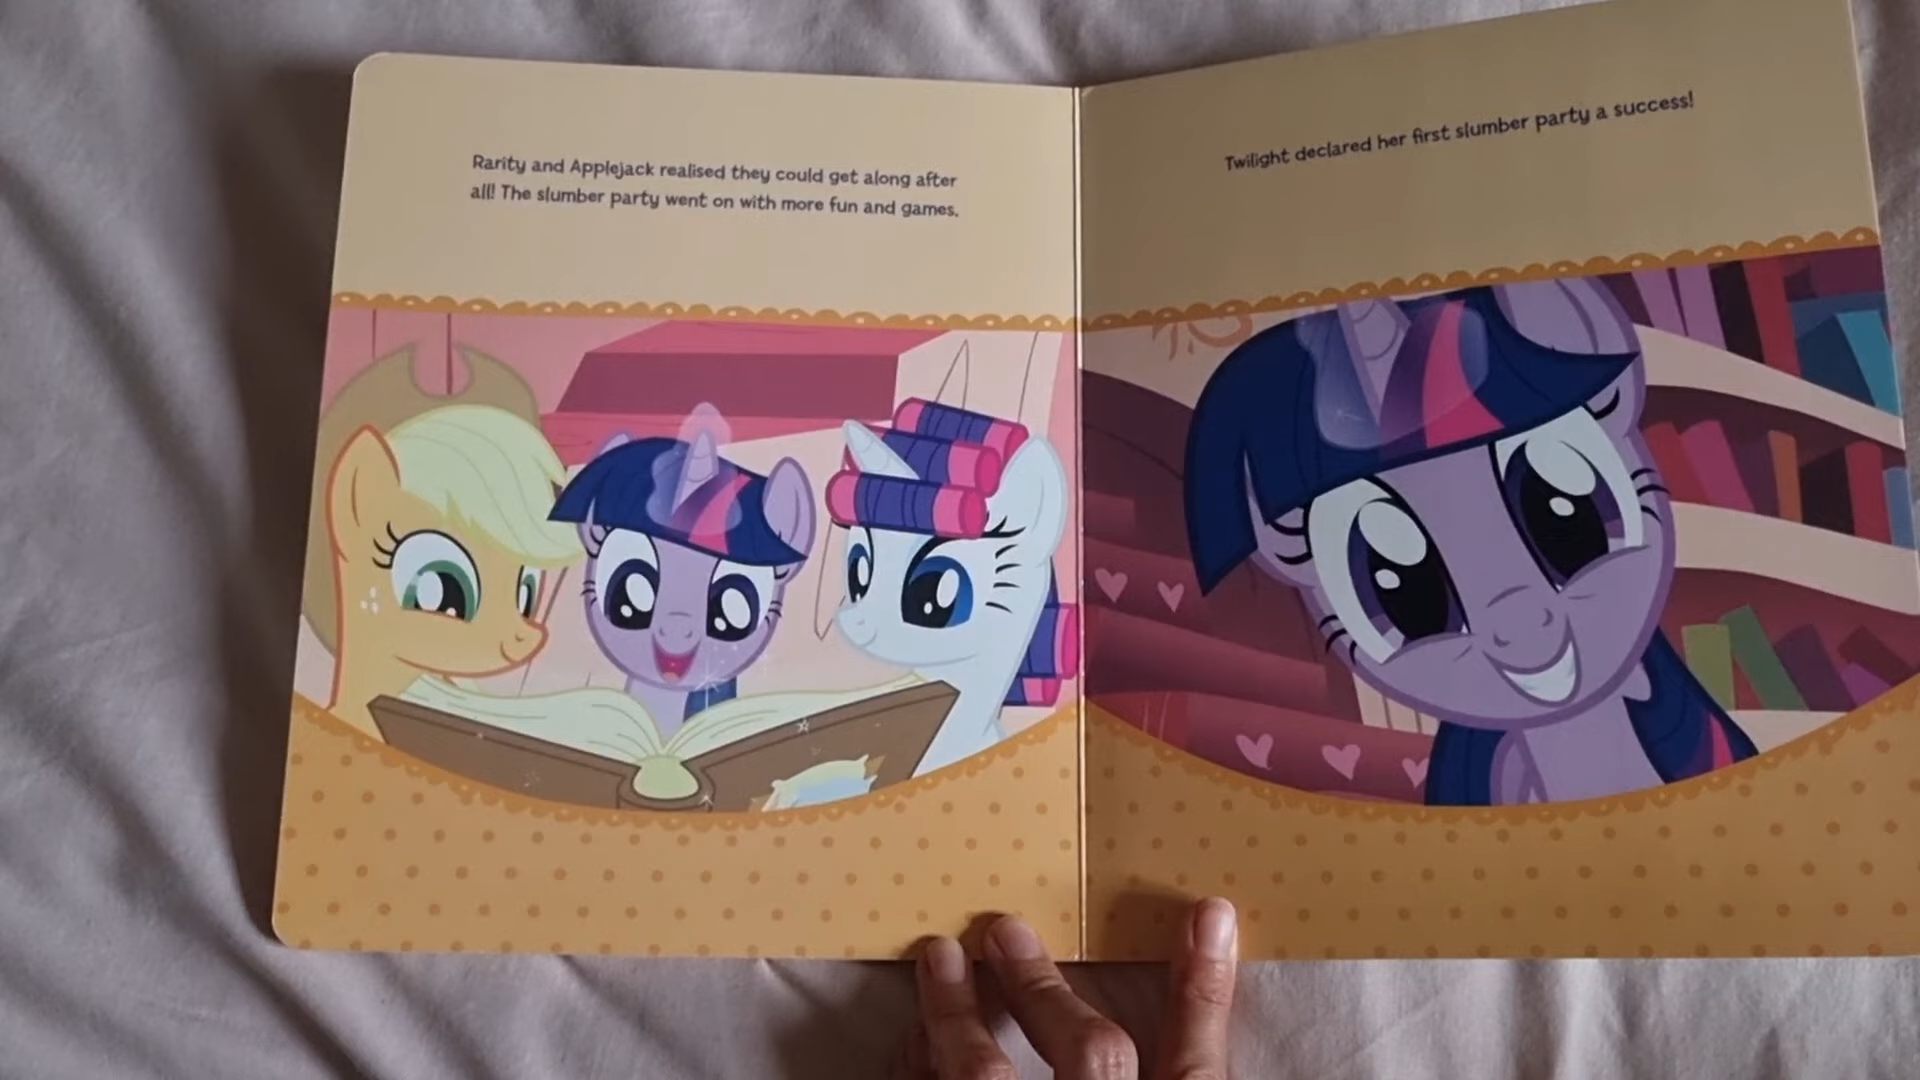 Rarity and Applejack realised they could get along after
all! The slumber party went on with more fun and games.
Twilight declared her first slumber party a success!